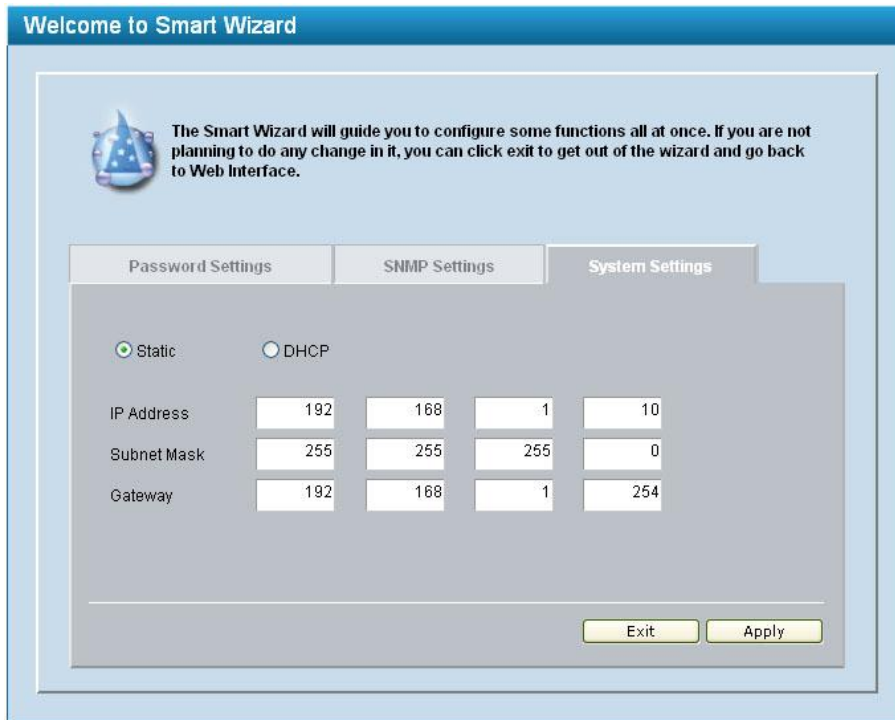 Welcome to Smart Wizard
The Smart Wizard will guide you to configure some functions all at once. If you are not
planning to do any change in it, you can click exit to get out of the wizard and go back
to Web Interface.
Password Settings SNMP Settings System Settings
Static DHCP
IP Address 192 168 1 10
Subnet Mask 255 255 255 0
Gateway 192 168 1 254
Exit Apply